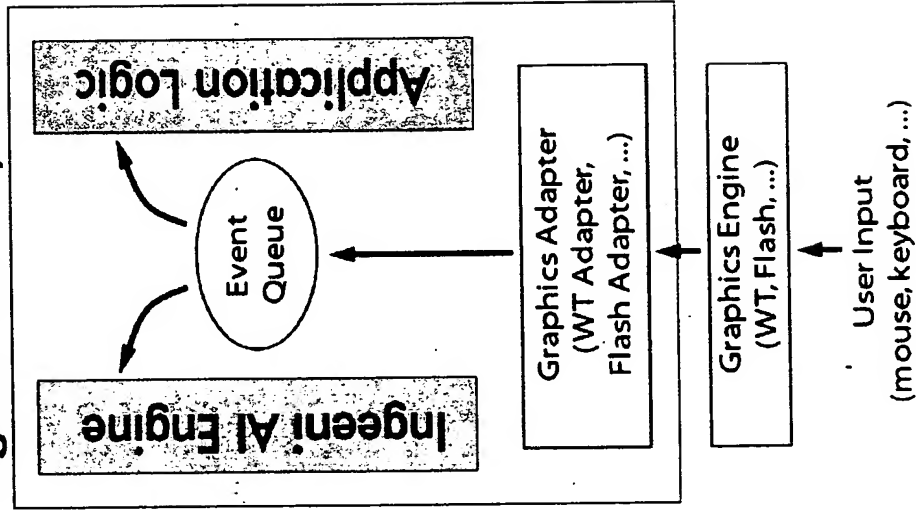 Ingeeni AI Engine
Application Logic
Event
Queue
Graphics Adapter
(WT Adapter,
Flash Adapter, ...)
Graphics Engine
(WT, Flash, ...)
User Input
(mouse, keyboard, ...)